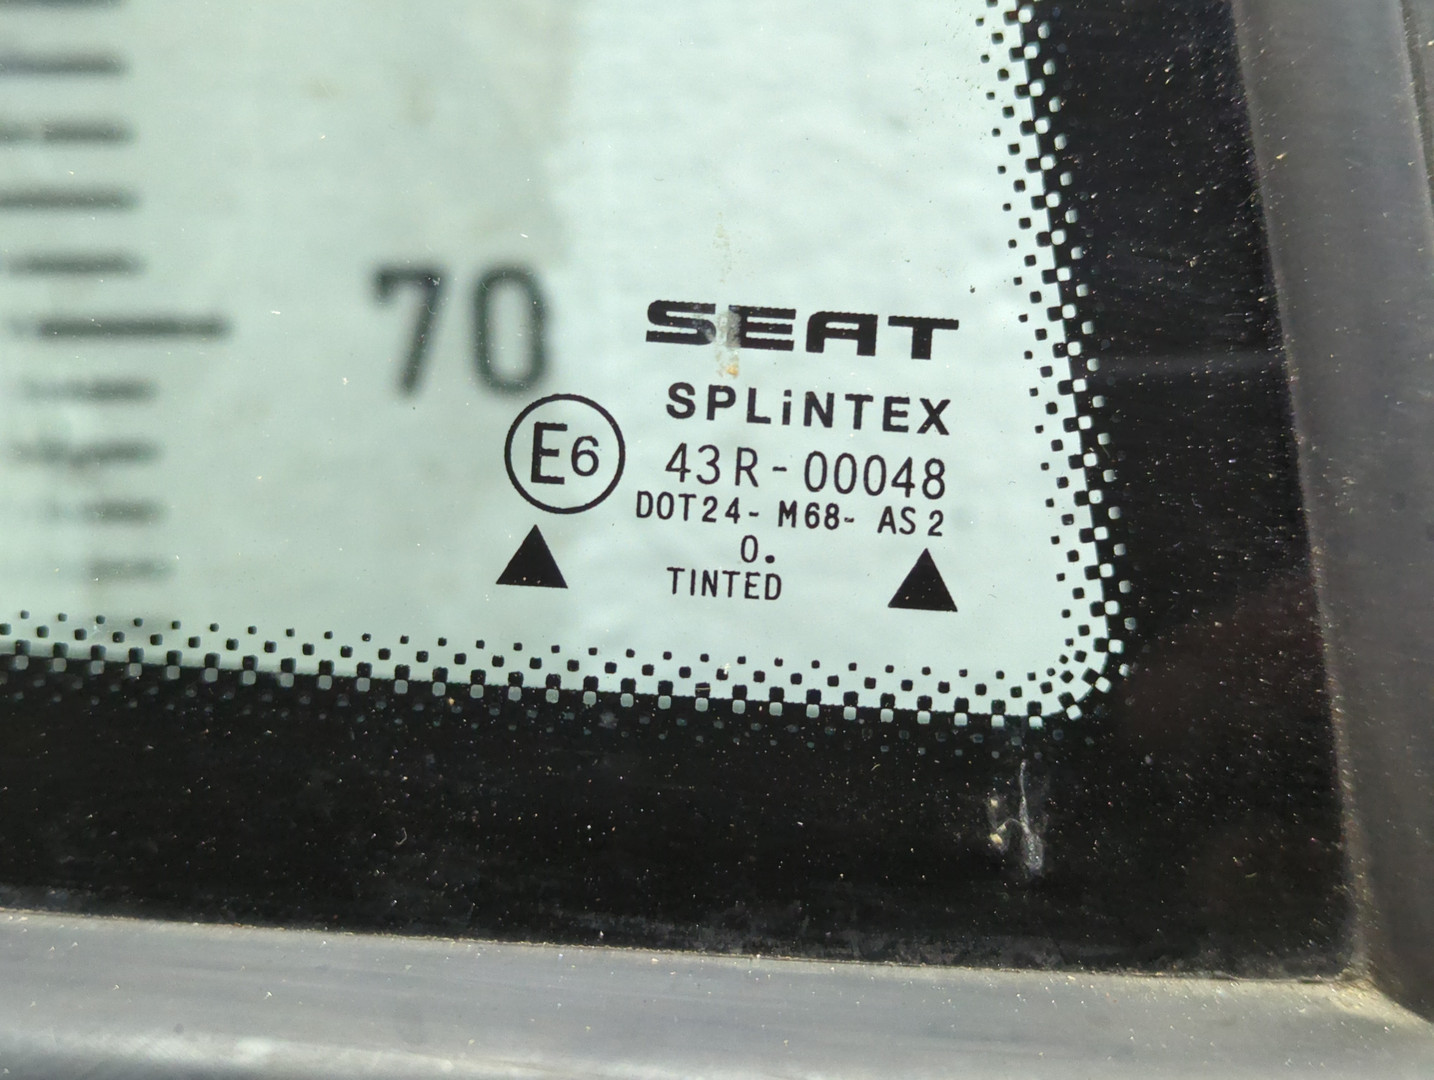 70
SEAT
SPLiNTEX
E6
43R-00048
DOT24- M68- AS2
0.
TINTED